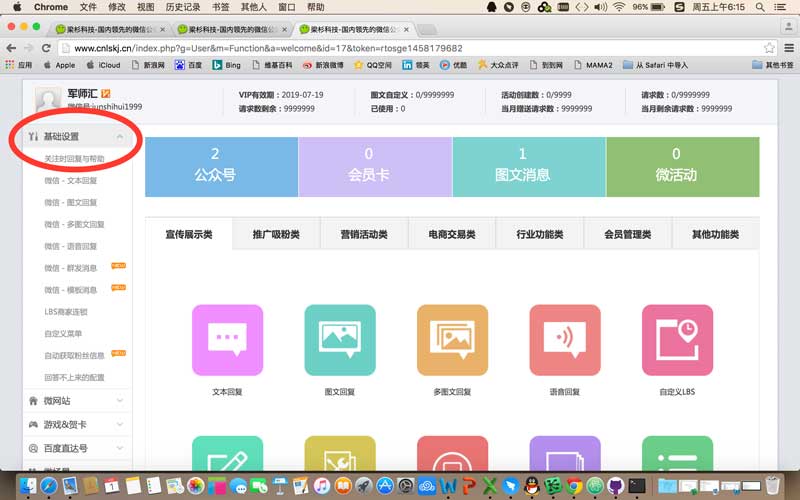 Chrome 文件 修改 视图 历史记录 书签 其他人 窗口 帮助 96% 周五上午6:15
梁杉科技-国内领先的微信公 梁杉科技-国内领先的微信公 梁杉科技-国内领先的微信公
www.cnlskj.cn/index.php?g=User&m=Function&a=welcome&id=17&token=rtosge1458179682
应用 Apple iCloud 新浪网 百度 Bing 维基百科 新浪微博 QQ空间 领英 优酷 大众点评 到到网 MAMA2 从 Safari 中导入 其他书签
军师汇
微信号:junshihui1999
VIP有效期：2019-07-19 图文自定义：0/9999999 活动创建数：0/9999 请求数：0/9999999
请求数剩余：9999999 已使用：0 当月赠送请求数：9999999 当月剩余请求数：9999999
基础设置
关注时回复与帮助
微信 - 文本回复
微信 - 图文回复
微信 - 多图文回复
微信 - 语音回复
微信 - 群发消息
微信 - 模板消息
LBS商家连锁
自定义菜单
自动获取粉丝信息
回答不上来的配置
微网站
游戏&贺卡
百度直达号
2 0 1 0
公众号 会员卡 图文消息 微活动
宣传展示类 推广吸粉类 营销活动类 电商交易类 行业功能类 会员管理类 其他功能类
文本回复 图文回复 多图文回复 语音回复 自定义LBS